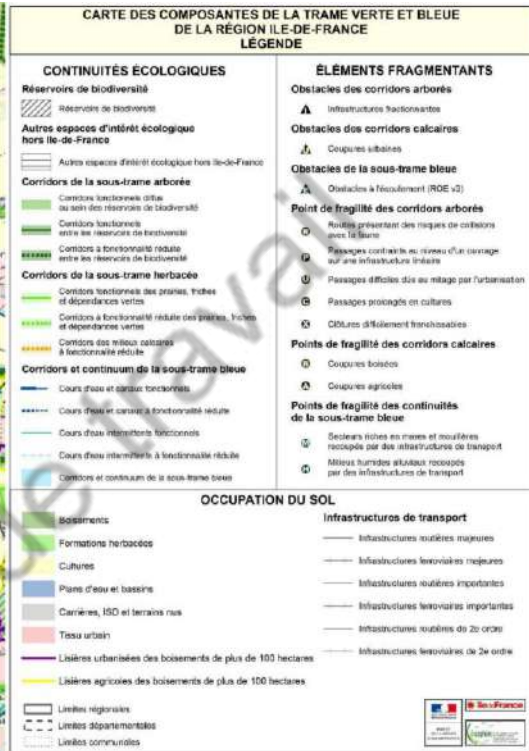 CARTE DES COMPOSANTES DE LA TRAME VERTE ET BLEUE
DE LA RÉGION ILE-DE-FRANCE
LÉGENDE
CONTINUITÉS ÉCOLOGIQUES
Réservoirs de biodiversité
Réservoirs de biodiversité
Autres espaces d'intérêt écologique
hors Ile-de-France
Autres espaces d'intérêt écologique hors Ile-de-France
Corridors de la sous-trame arborée
Corridors fonctionnels diffus
au sein des réservoirs de biodiversité
Corridors fonctionnels
entre les réservoirs de biodiversité
Corridors à fonctionnalité réduite
entre les réservoirs de biodiversité
Corridors de la sous-trame herbacée
Corridors fonctionnels des prairies, friches
et dépendances vertes
Corridors à fonctionnalité réduite des prairies, friches
et dépendances vertes
Corridors des milieux calcaires
à fonctionnalité réduite
Corridors et continuum de la sous-trame bleue
Cours d'eau et canaux fonctionnels
Cours d'eau et canaux à fonctionnalité réduite
Cours d'eau intermittents fonctionnels
Cours d'eau intermittents à fonctionnalité réduite
Corridors et continuum de la sous-trame bleue
ÉLÉMENTS FRAGMENTANTS
Obstacles des corridors arborés
Infrastructures fractionnantes
Obstacles des corridors calcaires
Coupures urbaines
Obstacles de la sous-trame bleue
Obstacles à l'écoulement (ROE v3)
Point de fragilité des corridors arborés
Routes présentant des risques de collisions
avec la faune
Passages contraints au niveau d'un ouvrage
sur une infrastructure linéaire
Passages difficiles dûs au mitage par l'urbanisation
Passages prolongés en cultures
Clôtures difficilement franchissables
Points de fragilité des corridors calcaires
Coupures boisées
Coupures agricoles
Points de fragilité des continuités
de la sous-trame bleue
Secteurs riches en mares et mouillères
recoupés par des infrastructures de transport
Milieux humides alluviaux recoupés
par des infrastructures de transport
OCCUPATION DU SOL
Boisements
Formations herbacées
Cultures
Plans d'eau et bassins
Carrières, ISD et terrains nus
Tissu urbain
Lisières urbanisées des boisements de plus de 100 hectares
Lisières agricoles des boisements de plus de 100 hectares
Limites régionales
Limites départementales
Limites communales
Infrastructures de transport
Infrastructures routières majeures
Infrastructures ferroviaires majeures
Infrastructures routières importantes
Infrastructures ferroviaires importantes
Infrastructures routières de 2e ordre
Infrastructures ferroviaires de 2e ordre
de travail
îledeFrance